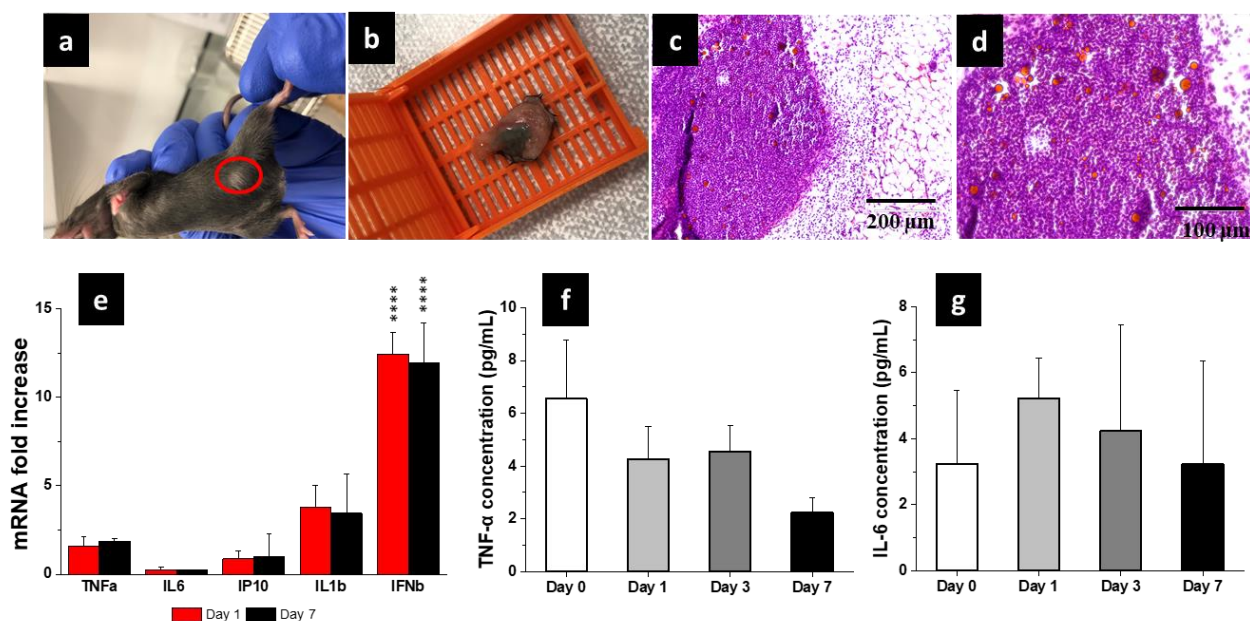 a
b
c
d
200 µm
100 µm
e
mRNA fold increase
15
10
5
0
****
****
TNFa IL6 IP10 IL1b IFNb
Day 1 Day 7
f
TNF-α concentration (pg/mL)
10
8
6
4
2
0
Day 0 Day 1 Day 3 Day 7
g
IL-6 concentration (pg/mL)
8
6
4
2
0
Day 0 Day 1 Day 3 Day 7